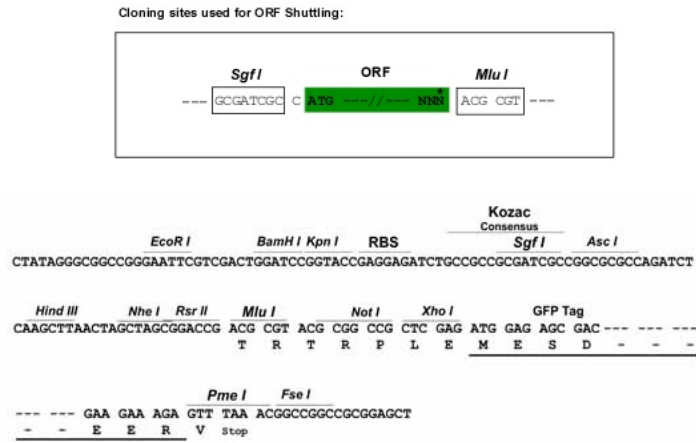 Cloning sites used for ORF Shuttling:
Sgf I ORF Mlu I
--- GCGATCGC C ATG ---//--- NNN* ACG CGT ---
Kozac
Consensus
EcoR I BamH I Kpn I RBS Sgf I Asc I
CTATAGGGCGGCCGGGAATTCGTCGACTGGATCCGGTACCGAGGAGATCTGCCGCCGCGATCGCCGGCGCGCCAGATCT
Hind III Nhe I Rsr II Mlu I Not I Xho I GFP Tag
CAAGCTTAACTAGCTAGCGGACCG ACG CGT ACG CGG CCG CTC GAG ATG GAG AGC GAC--- --- ---
T R T R P L E M E S D - - -
Pme I Fse I
--- --- GAA GAA AGA GTT TAA ACGGCCGGCCGCGGAGCT
- - E E R V Stop